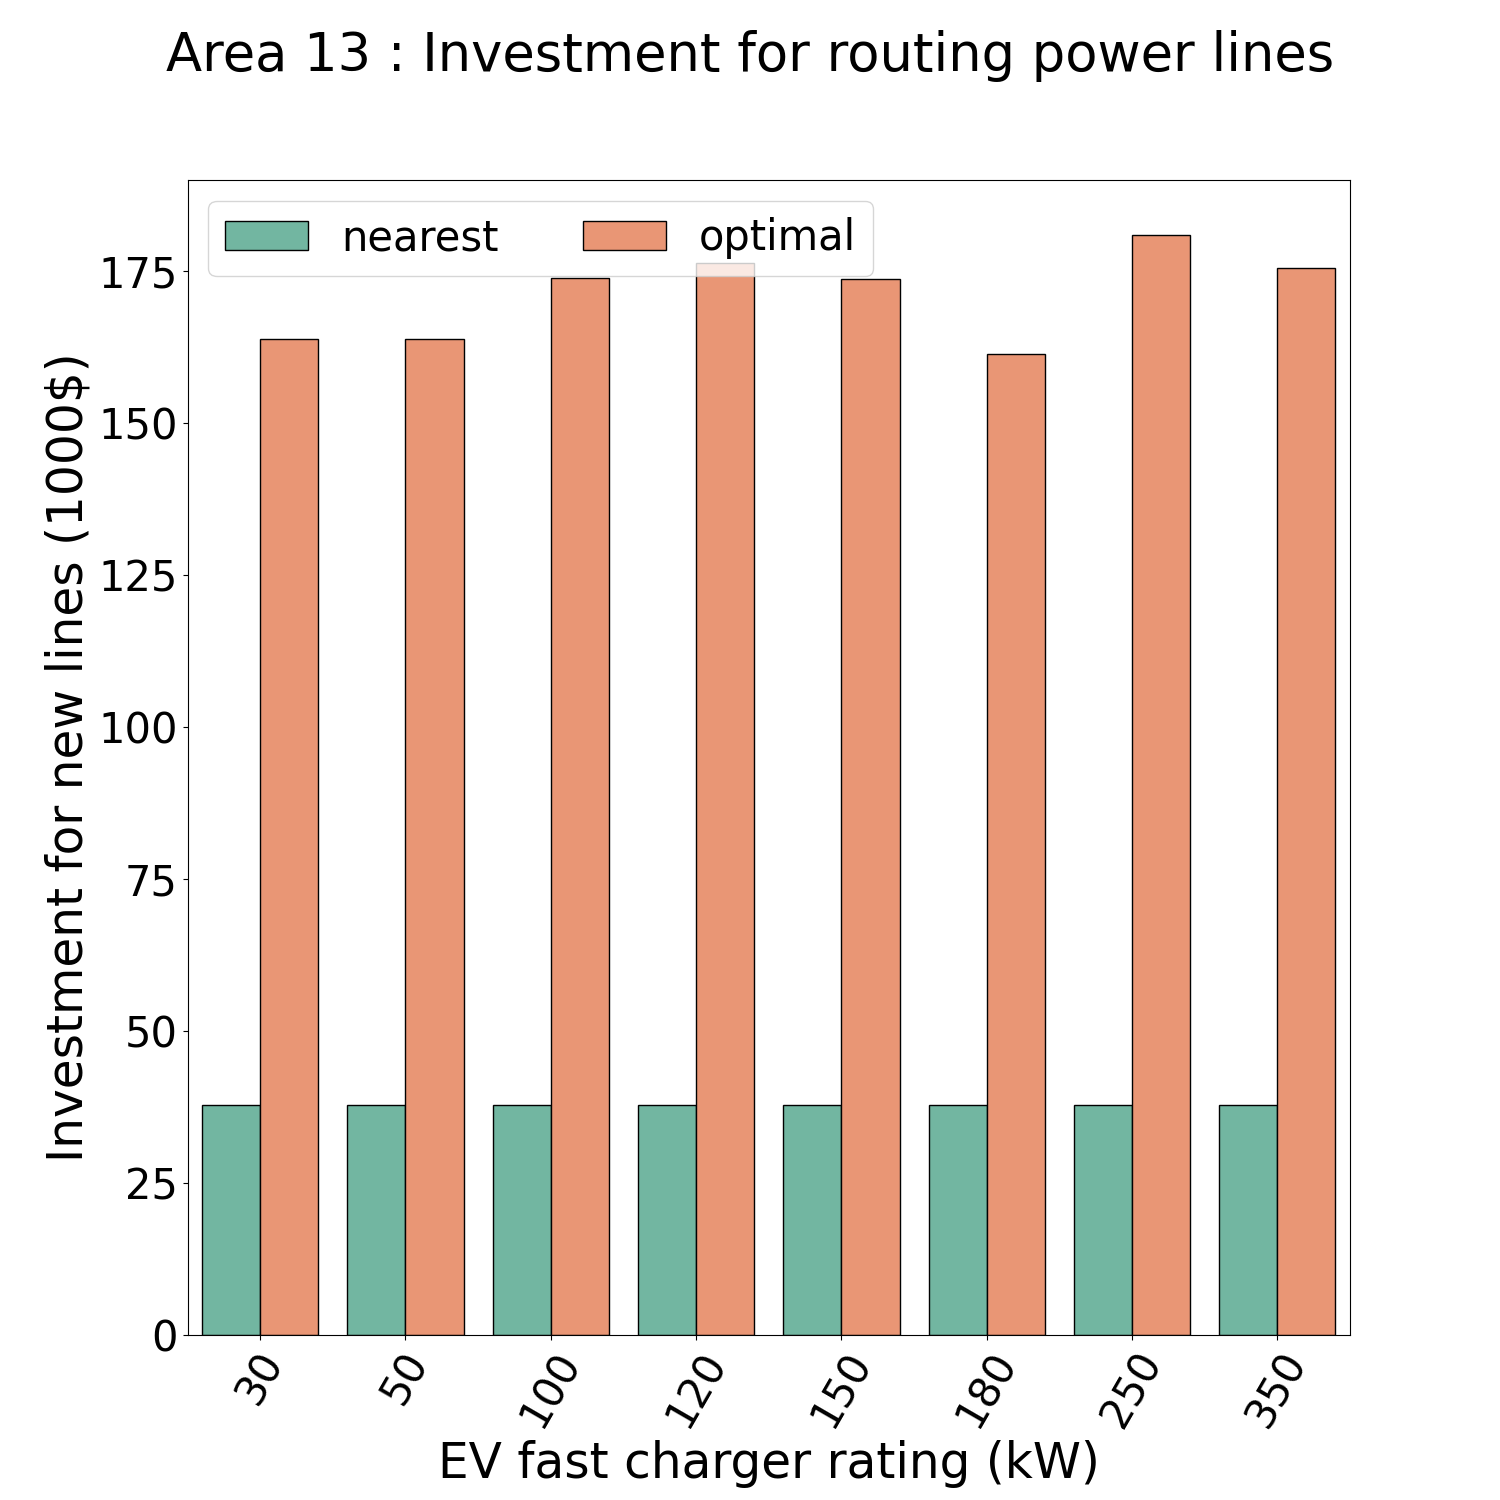 Area 13 : Investment for routing power lines
nearest optimal
Investment for new lines (1000$)
175
150
125
100
75
50
25
0
30 50 100 120 150 180 250 350
EV fast charger rating (kW)